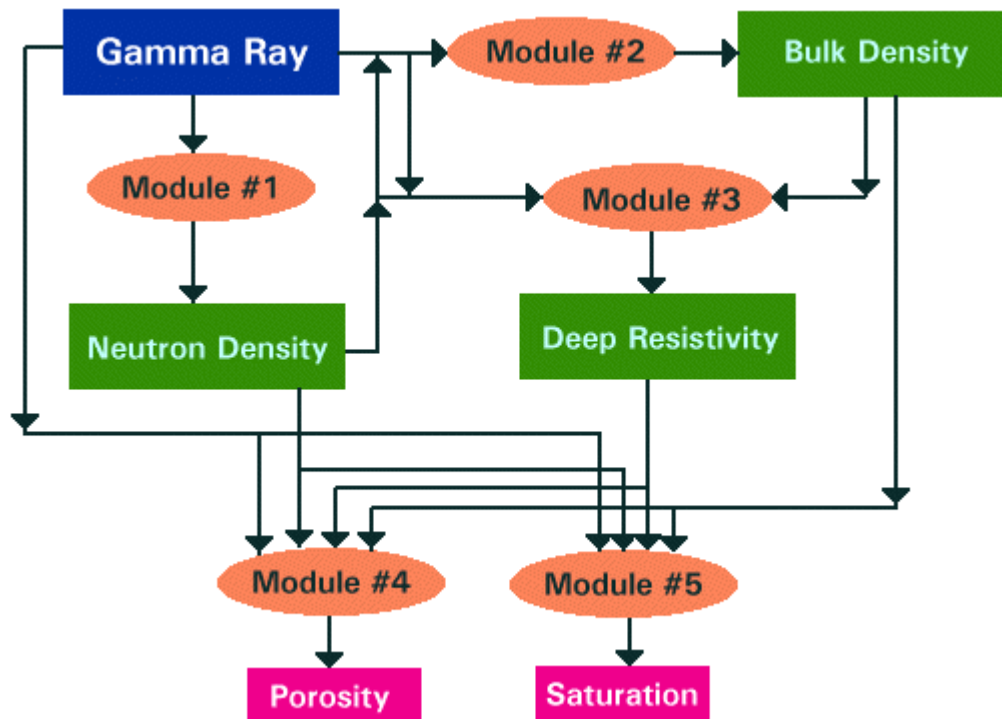 Gamma Ray
Module #2
Bulk Density
Module #1
Module #3
Neutron Density
Deep Resistivity
Module #4
Module #5
Porosity
Saturation